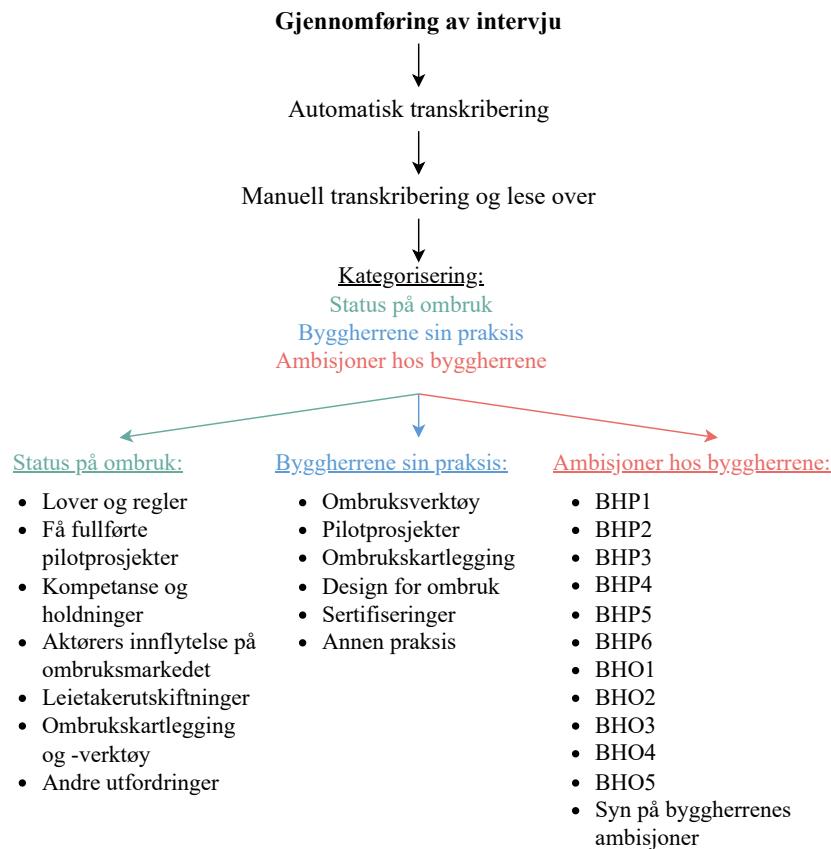 Gjennomføring av intervju
Automatisk transkribering
Manuell transkribering og lese over
Kategorisering:
Status på ombruk
Byggherrene sin praksis
Ambisjoner hos byggherrene
Status på ombruk:
• Lover og regler
• Få fullførte
pilotprosjekter
• Kompetanse og
holdninger
• Aktørers innflytelse på
ombruksmarkedet
• Leietakerutskiftninger
• Ombrukskartlegging
og -verktøy
• Andre utfordringer
Byggherrene sin praksis:
• Ombruksverktøy
• Pilotprosjekter
• Ombrukskartlegging
• Design for ombruk
• Sertifiseringer
• Annen praksis
Ambisjoner hos byggherrene:
• BHP1
• BHP2
• BHP3
• BHP4
• BHP5
• BHP6
• BHO1
• BHO2
• BHO3
• BHO4
• BHO5
• Syn på byggherrenes
ambisjoner